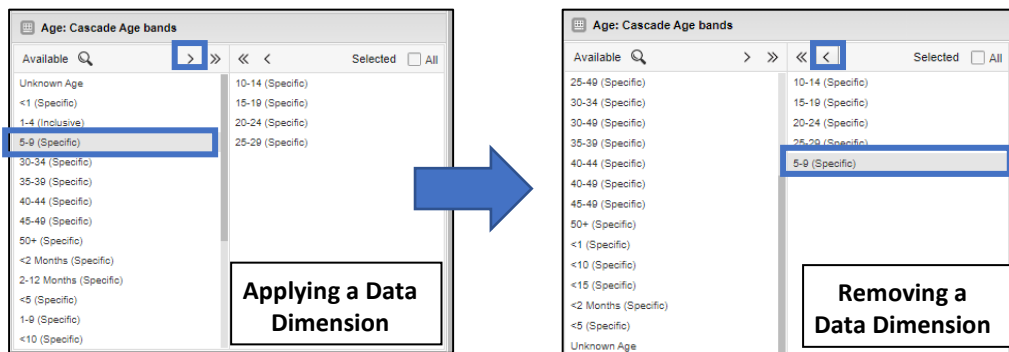 Age: Cascade Age bands
Available > >> << < Selected All
Unknown Age
<1 (Specific)
1-4 (Inclusive)
5-9 (Specific)
30-34 (Specific)
35-39 (Specific)
40-44 (Specific)
45-49 (Specific)
50+ (Specific)
<2 Months (Specific)
2-12 Months (Specific)
<5 (Specific)
1-9 (Specific)
<10 (Specific)
10-14 (Specific)
15-19 (Specific)
20-24 (Specific)
25-29 (Specific)
Applying a Data
Dimension
Age: Cascade Age bands
Available > >> << < Selected All
25-49 (Specific)
30-34 (Specific)
30-49 (Specific)
35-39 (Specific)
40-44 (Specific)
40-49 (Specific)
45-49 (Specific)
50+ (Specific)
<1 (Specific)
<10 (Specific)
<15 (Specific)
<2 Months (Specific)
<5 (Specific)
Unknown Age
10-14 (Specific)
15-19 (Specific)
20-24 (Specific)
25-29 (Specific)
5-9 (Specific)
Removing a
Data Dimension